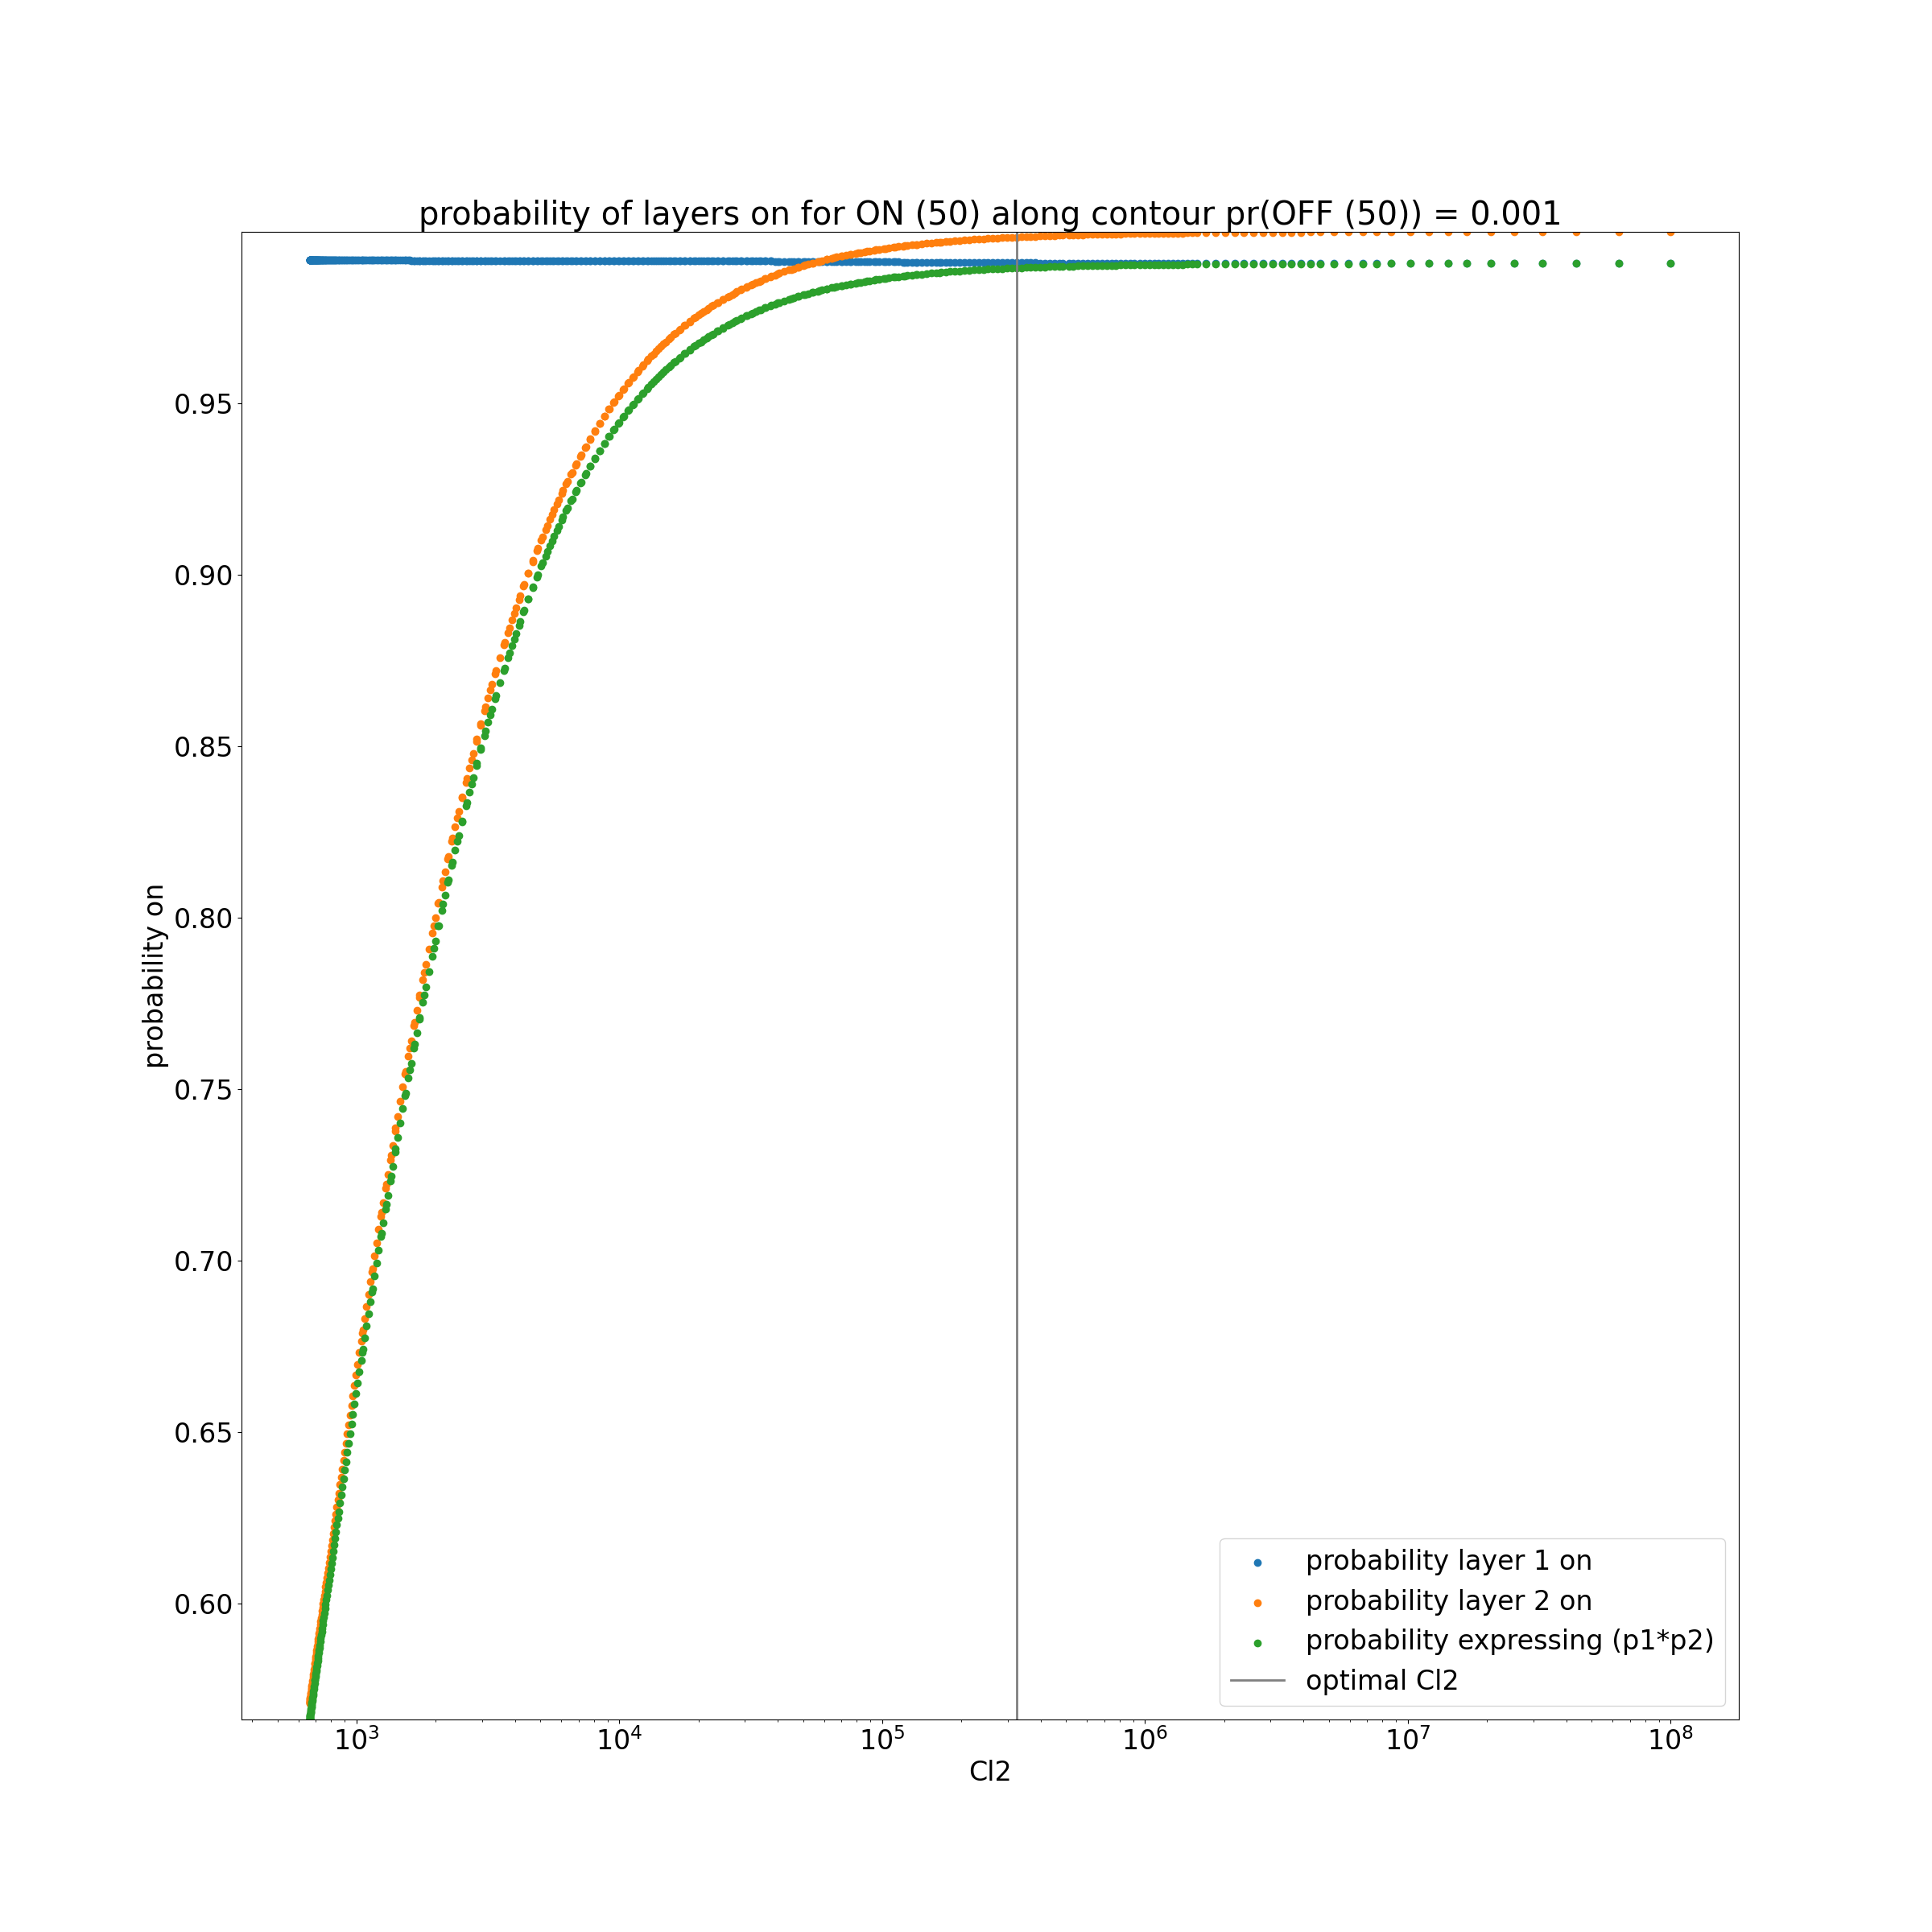 probability of layers on for ON (50) along contour pr(OFF (50)) = 0.001
probability on
0.95
0.90
0.85
0.80
0.75
0.70
0.65
0.60
10³
10⁴
10⁵
10⁶
10⁷
10⁸
Cl2
probability layer 1 on
probability layer 2 on
probability expressing (p1*p2)
optimal Cl2